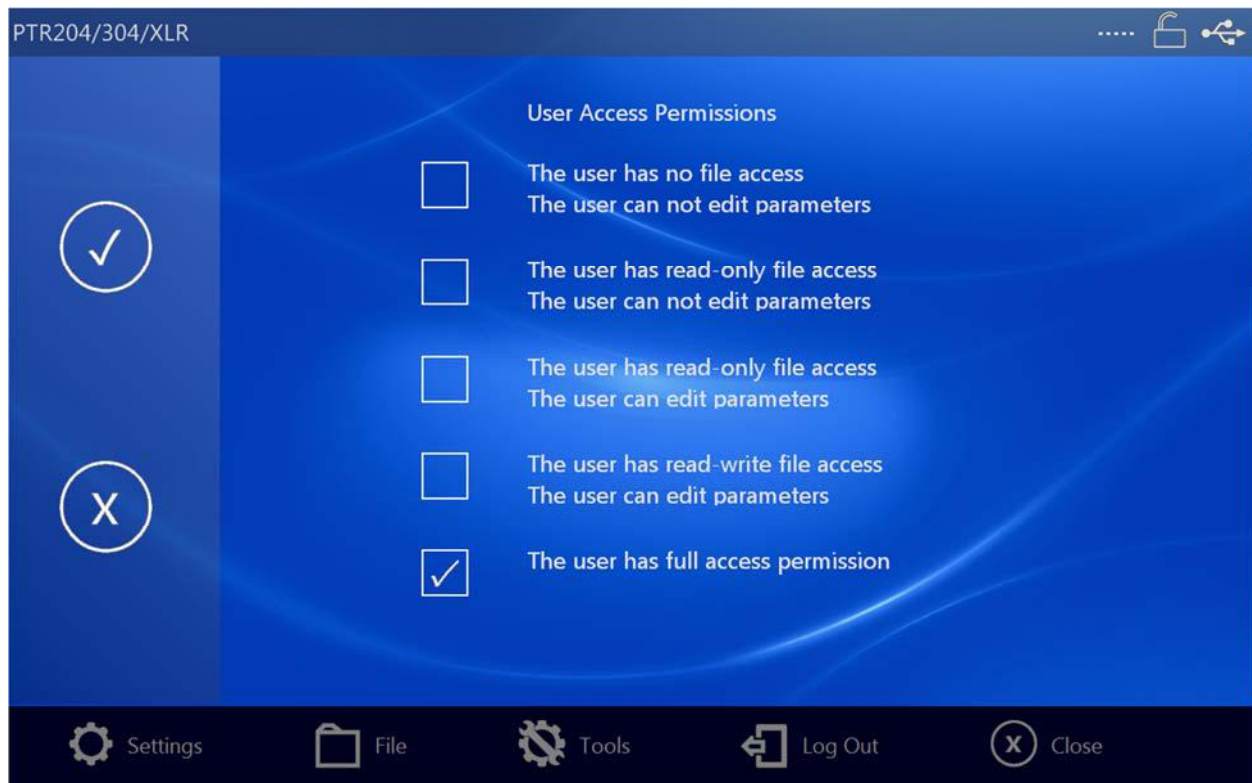 PTR204/304/XLR
User Access Permissions
The user has no file access
The user can not edit parameters
The user has read-only file access
The user can not edit parameters
The user has read-only file access
The user can edit parameters
The user has read-write file access
The user can edit parameters
The user has full access permission
X
Settings
File
Tools
Log Out
X
Close